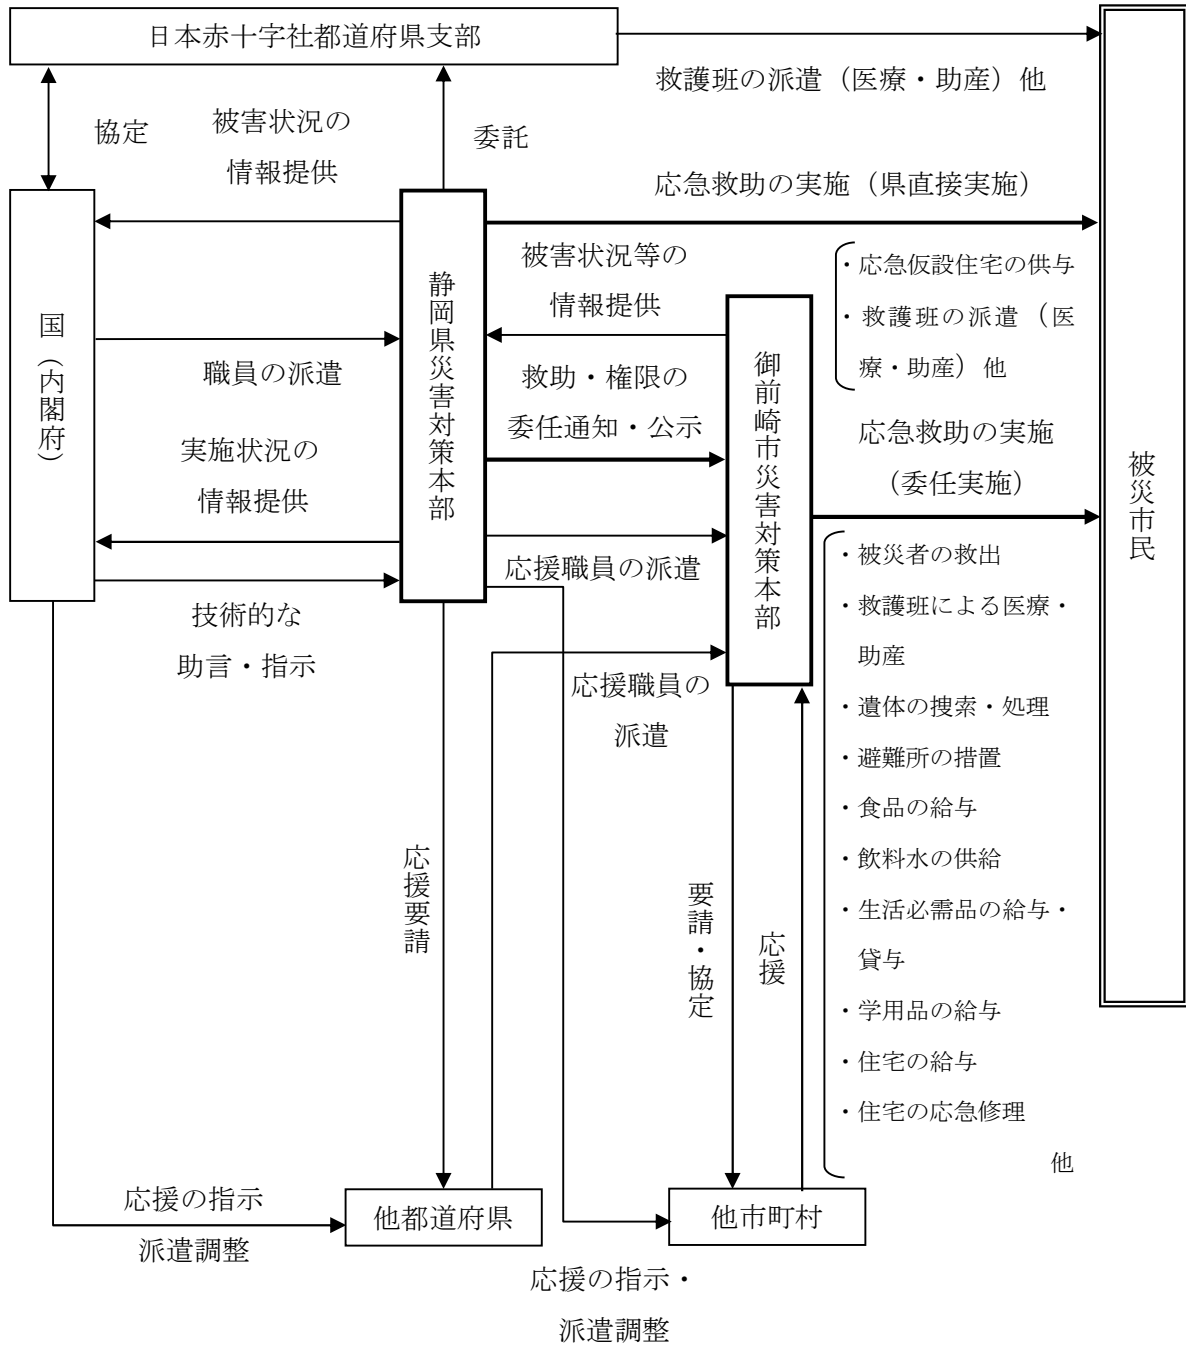 日本赤十字社都道府県支部
救護班の派遣（医療・助産）他
協定
被害状況の
情報提供
委託
応急救助の実施（県直接実施）
国（内閣府）
静岡県災害対策本部
被害状況等の
情報提供
・応急仮設住宅の供与
・救護班の派遣（医
療・助産）他
御前崎市災害対策本部
被災市民
職員の派遣
救助・権限の
委任通知・公示
実施状況の
情報提供
応急救助の実施
（委任実施）
応援職員の派遣
技術的な
助言・指示
応援職員の
派遣
・被災者の救出
・救護班による医療・
助産
・遺体の捜索・処理
・避難所の措置
・食品の給与
・飲料水の供給
・生活必需品の給与・
貸与
・学用品の給与
・住宅の給与
・住宅の応急修理
他
応援要請
要請・協定
応援
応援の指示
派遣調整
他都道府県
他市町村
応援の指示・
派遣調整